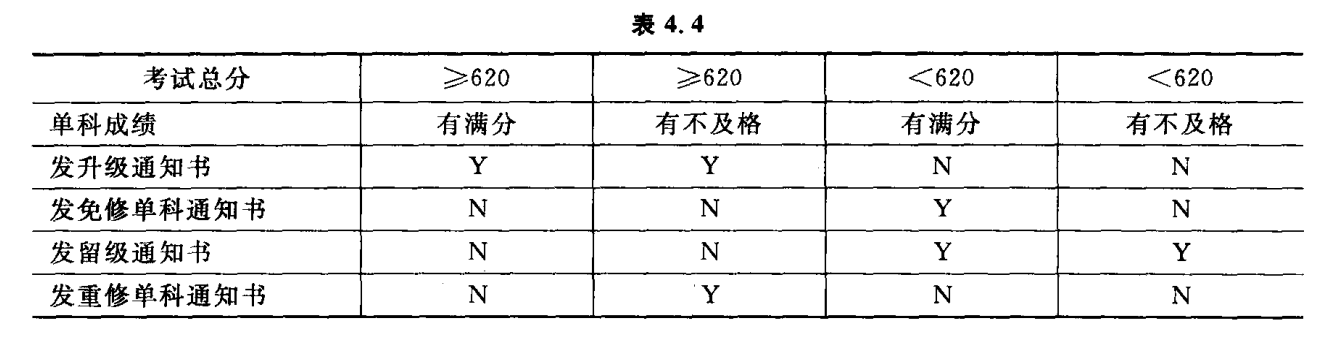 表 4.4
考试总分 ≥620 ≥620 <620 <620
单科成绩 有满分 有不及格 有满分 有不及格
发升级通知书 Y Y N N
发免修单科通知书 N N Y N
发留级通知书 N N Y Y
发重修单科通知书 N Y N N